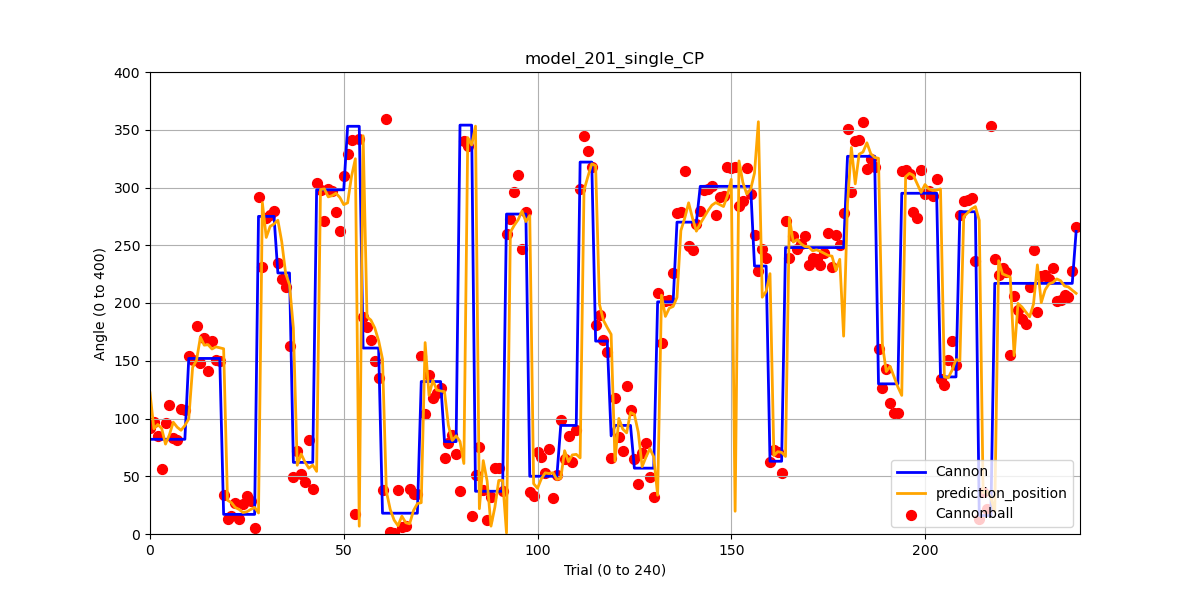 model_201_single_CP
Angle (0 to 400)
400
350
300
250
200
150
100
50
0
0 50 100 150 200
Trial (0 to 240)
Cannon
prediction_position
Cannonball